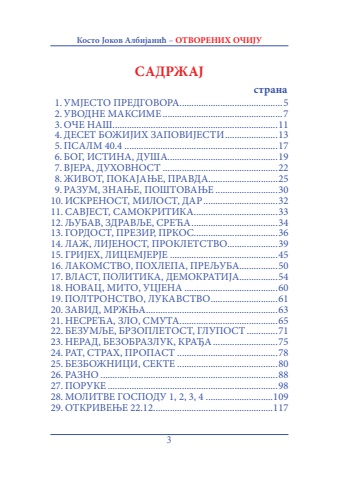 Косто Јоков Албијанић – ОТВОРЕНИХ ОЧИЈУ
САДРЖАЈ
страна
1. УМЈЕСТО ПРЕДГОВОРА....................................5
2. УВОДНЕ МАКСИМЕ ..........................................7
3. ОЧЕ НАШ............................................................11
4. ДЕСЕТ БОЖИЈИХ ЗАПОВИЈЕСТИ.................13
5. ПСАЛМ 40.4 ........................................................17
6. БОГ, ИСТИНА, ДУША........................................19
7. ВЈЕРА, ДУХОВНОСТ .........................................22
8. ЖИВОТ, ПОКАЈАЊЕ, ПРАВДА.......................25
9. РАЗУМ, ЗНАЊЕ, ПОШТОВАЊЕ .....................30
10. ИСКРЕНОСТ, МИЛОСТ, ДАР..........................32
11. САВЈЕСТ, САМОКРИТИКА.............................33
12. ЉУБАВ, ЗДРАВЉЕ, СРЕЋА.............................34
13. ГОРДОСТ, ПРЕЗИР, ПРКОС............................36
14. ЛАЖ, ЛИЈЕНОСТ, ПРОКЛЕТСТВО................39
15. ГРИЈЕХ, ЛИЦЕМЈЕРЈЕ .....................................45
16. ЛАКОМСТВО, ПОХЛЕПА, ПРЕЉУБА............50
17. ВЛАСТ, ПОЛИТИКА, ДЕМОКРАТИЈА............54
18. НОВАЦ, МИТО, УЦЈЕНА .................................60
19. ПОЛТРОНСТВО, ЛУКАВСТВО........................61
20. ЗАВИД, МРЖЊА................................................63
21. НЕСРЕЋА, ЗЛО, СМУТА...................................65
22. БЕЗУМЉЕ, БРЗОПЛЕТОСТ, ГЛУПОСТ ..........71
23. НЕРАД, БЕЗОБРАЗЛУК, КРАЂА......................75
24. РАТ, СТРАХ, ПРОПАСТ ....................................78
25. БЕЗБОЖНИЦИ, СЕКТЕ ...................................80
26. РАЗНО .................................................................88
27. ПОРУКЕ ..............................................................98
28. МОЛИТВЕ ГОСПОДУ 1, 2, 3, 4 .......................109
29. ОТКРИВЕЊЕ 22.12...........................................117
3